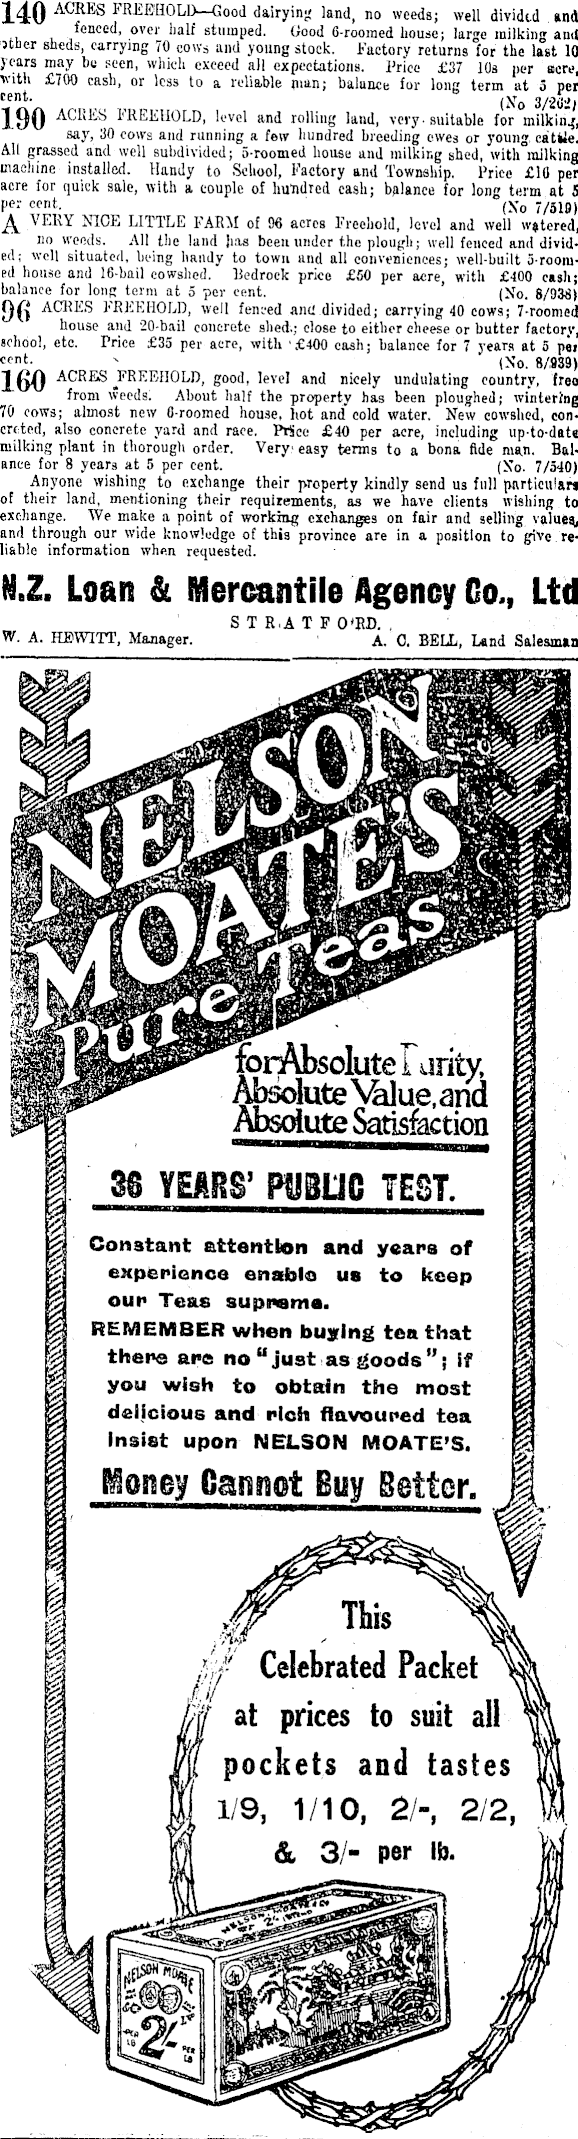 140 ACRES FREEHOLD—Good dairying land, no weeds; well divided and
fenced, over half stumped. Good 6-roomed house; large milking and
other sheds, carrying 70 cows and young stock. Factory returns for the last 10
years may be seen, which exceed all expectations. Price £37 10s per acre,
with £700 cash, or less to a reliable man; balance for long term at 5 per
cent. (No 3/262)
190 ACRES FREEHOLD, level and rolling land, very suitable for milking,
say, 30 cows and running a few hundred breeding ewes or young cattle.
All grassed and well subdivided; 5-roomed house and milking shed, with milking
machine installed. Handy to School, Factory and Township. Price £16 per
acre for quick sale, with a couple of hundred cash; balance for long term at 5
per cent. (No 7/519)
A VERY NICE LITTLE FARM of 96 acres Freehold, level and well watered,
no weeds. All the land has been under the plough; well fenced and divid-
ed; well situated, being handy to town and all conveniences; well-built 5-room-
ed house and 16-bail cowshed. Bedrock price £50 per acre, with £400 cash;
balance for long term at 5 per cent. (No. 8/938)
96 ACRES FREEHOLD, well fenced and divided; carrying 40 cows; 7-roomed
house and 20-bail concrete shed; close to either cheese or butter factory,
school, etc. Price £35 per acre, with £400 cash; balance for 7 years at 5 per
cent. (No. 8/939)
160 ACRES FREEHOLD, good, level and nicely undulating country, free
from weeds. About half the property has been ploughed; wintering
70 cows; almost new 6-roomed house, hot and cold water. New cowshed, con-
creted, also concrete yard and race. Price £40 per acre, including up-to-date
milking plant in thorough order. Very easy terms to a bona fide man. Bal-
ance for 8 years at 5 per cent. (No. 7/540)
Anyone wishing to exchange their property kindly send us full particulars
of their land, mentioning their requirements, as we have clients wishing to
exchange. We make a point of working exchanges on fair and selling values,
and through our wide knowledge of this province are in a position to give re-
liable information when requested.
N.Z. Loan & Mercantile Agency Co., Ltd
STRATFORD.
W. A. HEWITT, Manager. A. C. BELL, Land Salesman
NELSON
MOATE'S
Pure Teas
for Absolute Purity,
Absolute Value, and
Absolute Satisfaction
36 YEARS' PUBLIC TEST.
Constant attention and years of
experience enable us to keep
our Teas supreme.
REMEMBER when buying tea that
there are no "just as goods"; if
you wish to obtain the most
delicious and rich flavoured tea
insist upon NELSON MOATE'S.
Money Cannot Buy Better.
This
Celebrated Packet
at prices to suit all
pockets and tastes
1/9, 1/10, 2/-, 2/2,
& 3/- per lb.
NELSON MOATE
2/-
PER LB
PER LB